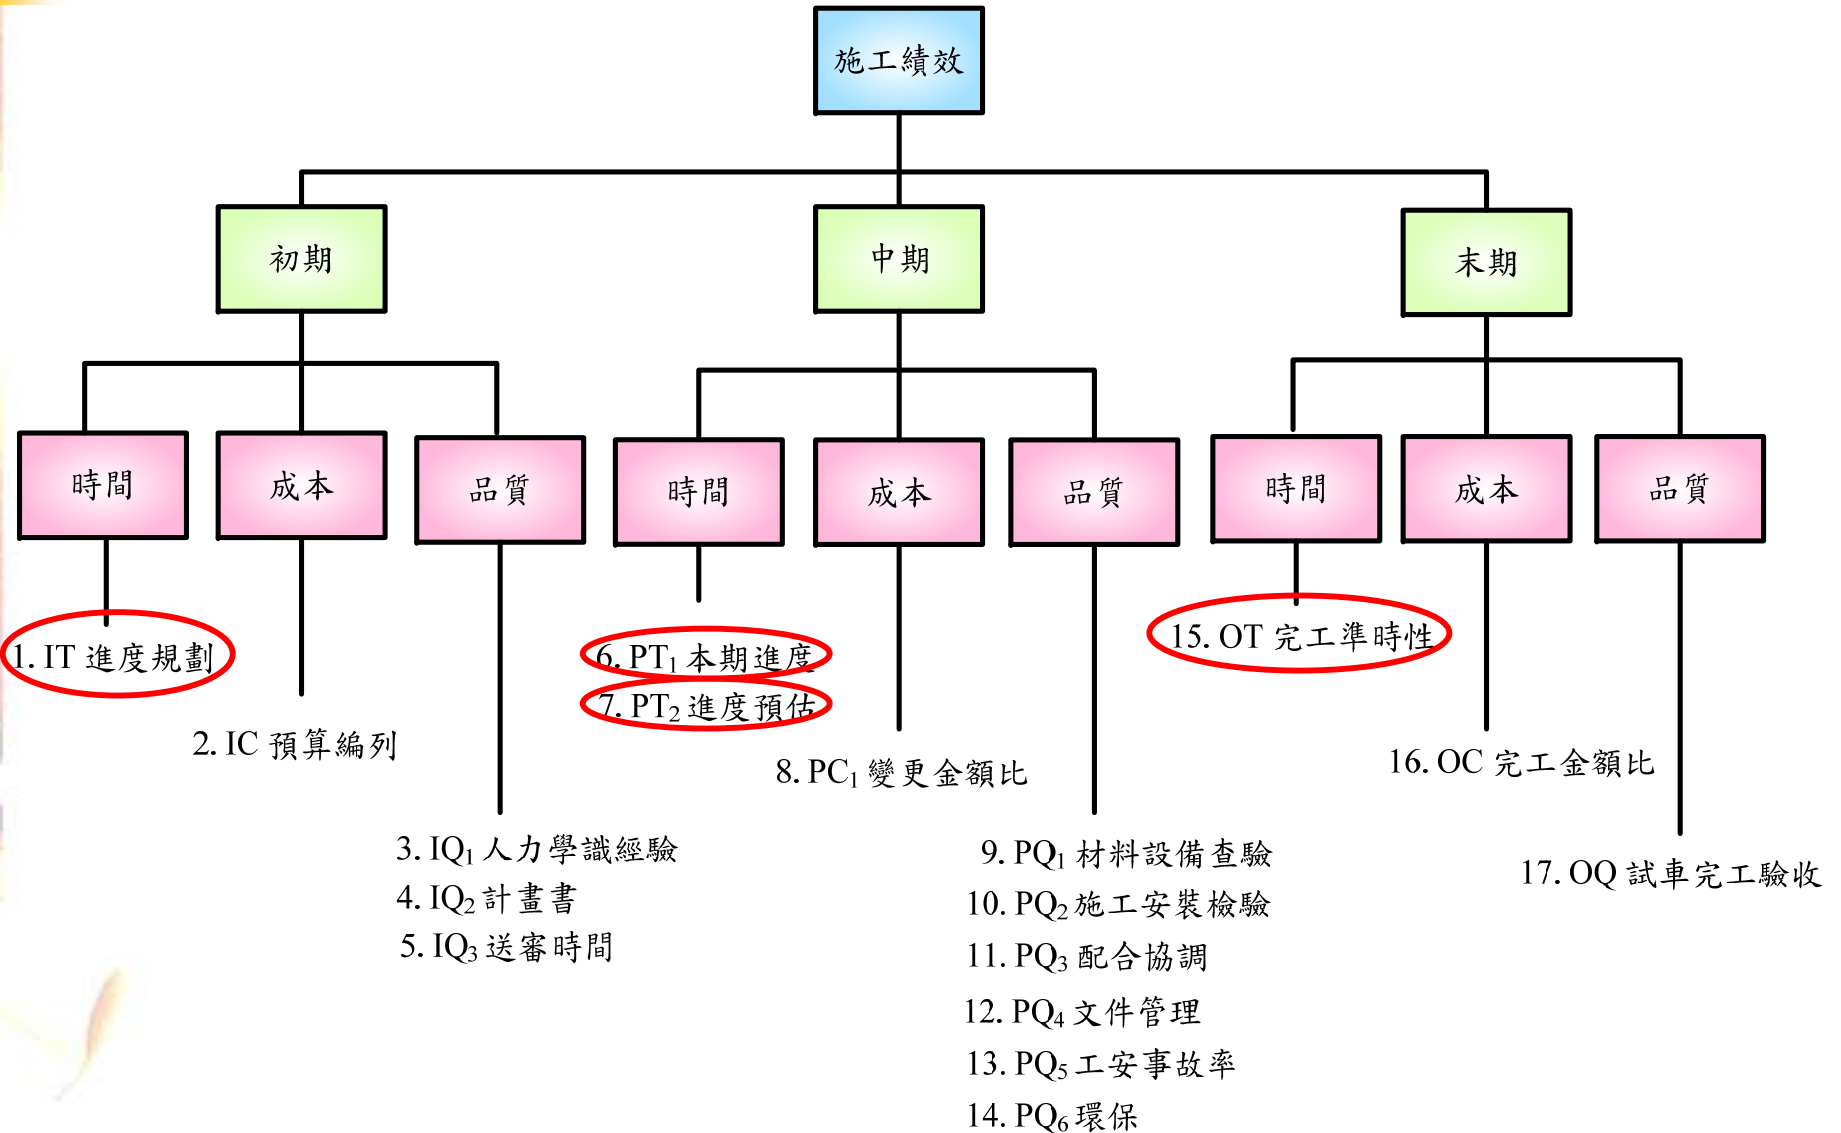 施工績效
初期
中期
末期
時間
成本
品質
時間
成本
品質
時間
成本
品質
1. IT 進度規劃
2. IC 預算編列
3. IQ₁ 人力學識經驗
4. IQ₂ 計畫書
5. IQ₃ 送審時間
6. PT₁ 本期進度
7. PT₂ 進度預估
8. PC₁ 變更金額比
9. PQ₁ 材料設備查驗
10. PQ₂ 施工安裝檢驗
11. PQ₃ 配合協調
12. PQ₄ 文件管理
13. PQ₅ 工安事故率
14. PQ₆ 環保
15. OT 完工準時性
16. OC 完工金額比
17. OQ 試車完工驗收